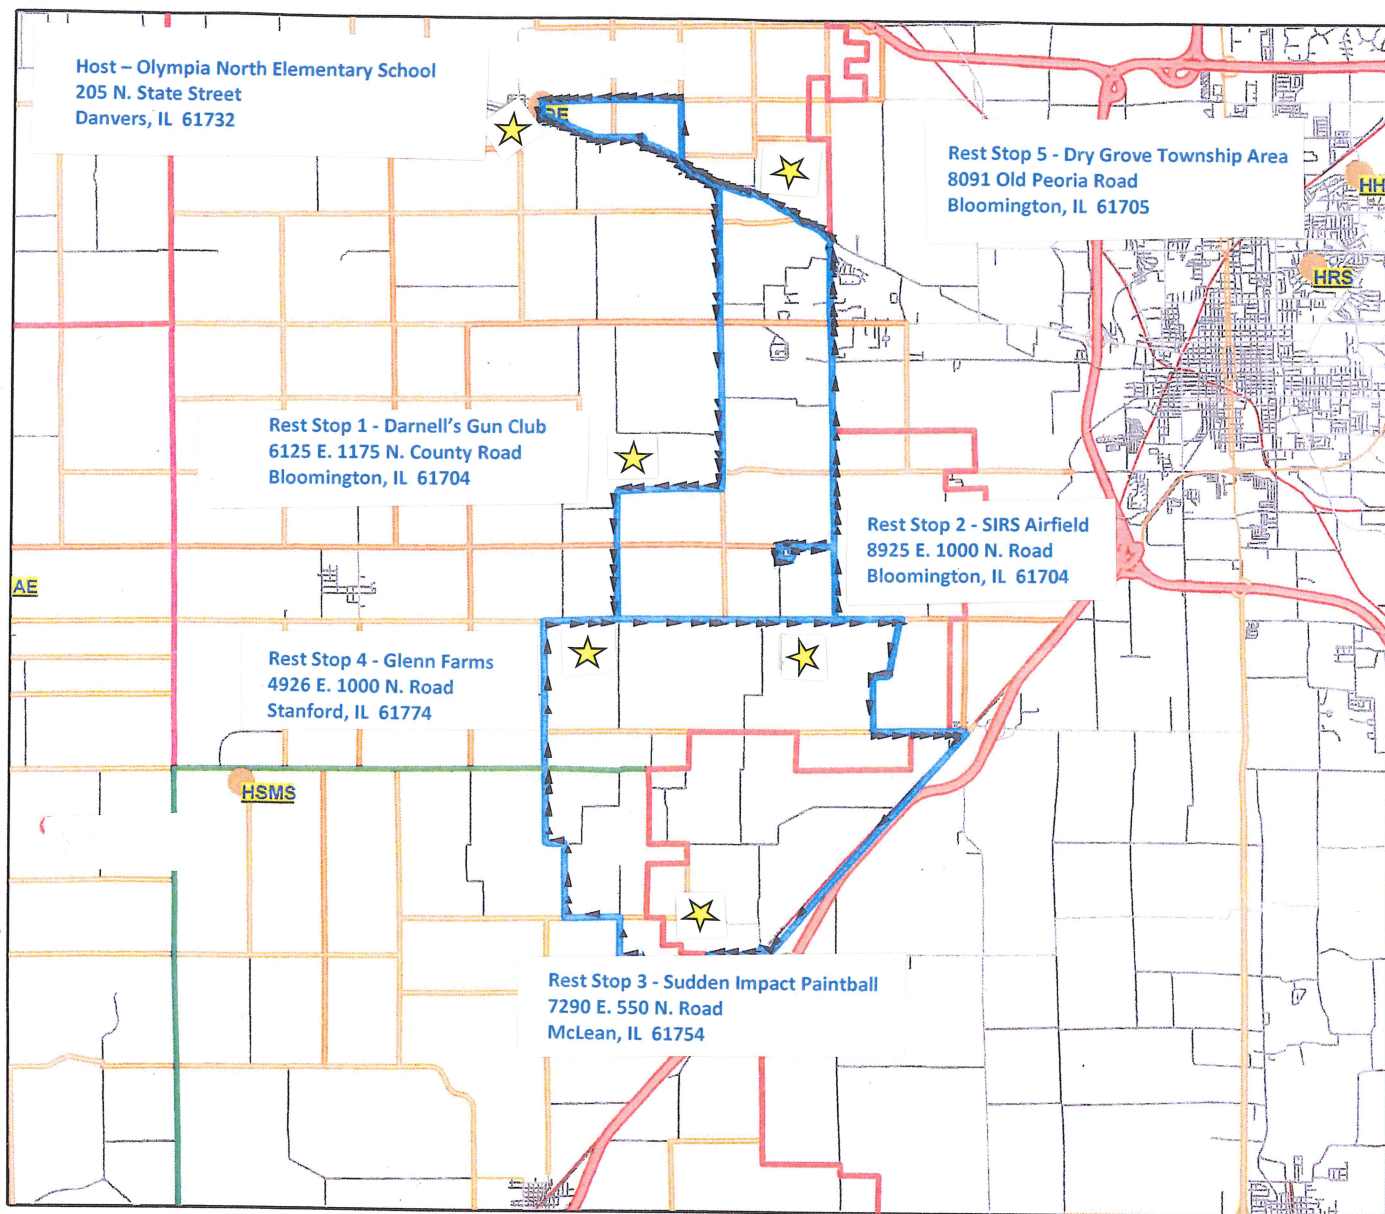 Host – Olympia North Elementary School
205 N. State Street
Danvers, IL  61732
Rest Stop 5 - Dry Grove Township Area
8091 Old Peoria Road
Bloomington, IL  61705
HH
HRS
Rest Stop 1 - Darnell's Gun Club
6125 E. 1175 N. County Road
Bloomington, IL  61704
Rest Stop 2 - SIRS Airfield
8925 E. 1000 N. Road
Bloomington, IL  61704
AE
Rest Stop 4 - Glenn Farms
4926 E. 1000 N. Road
Stanford, IL  61774
HSMS
Rest Stop 3 - Sudden Impact Paintball
7290 E. 550 N. Road
McLean, IL  61754